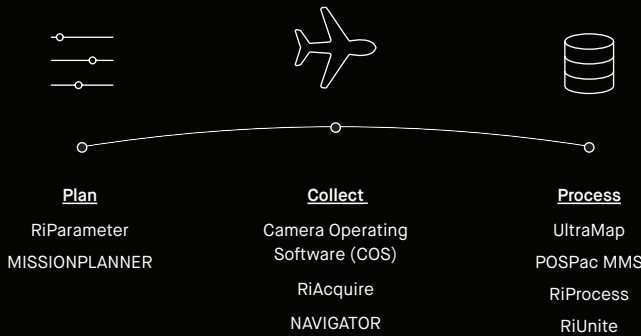 Plan
RiParameter
MISSIONPLANNER
Collect
Camera Operating
Software (COS)
RiAcquire
NAVIGATOR
Process
UltraMap
POSPac MMS
RiProcess
RiUnite